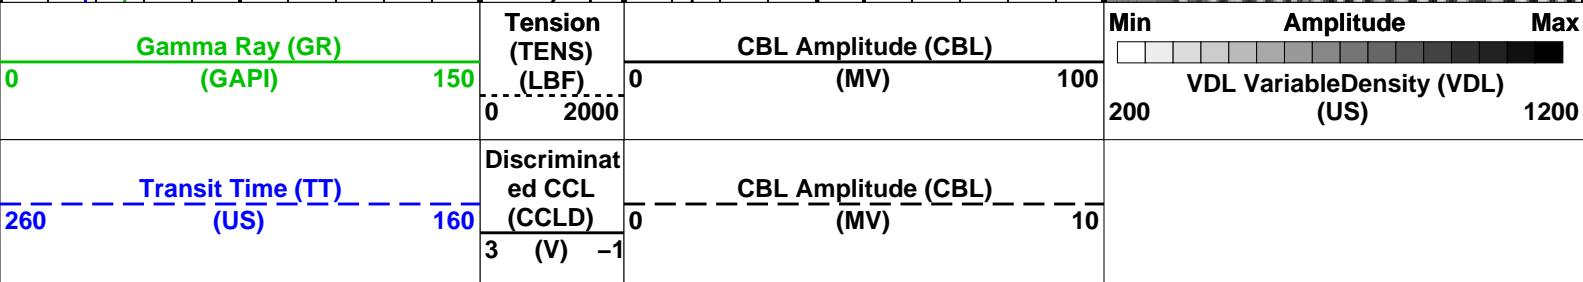 Gamma Ray (GR)
0 (GAPI) 150
Tension
(TENS)
(LBF)
0 2000
CBL Amplitude (CBL)
0 (MV) 100
Min Amplitude Max
VDL VariableDensity (VDL)
200 (US) 1200
Transit Time (TT)
260 (US) 160
Discriminat
ed CCL
(CCLD)
3 (V) −1
CBL Amplitude (CBL)
0 (MV) 10